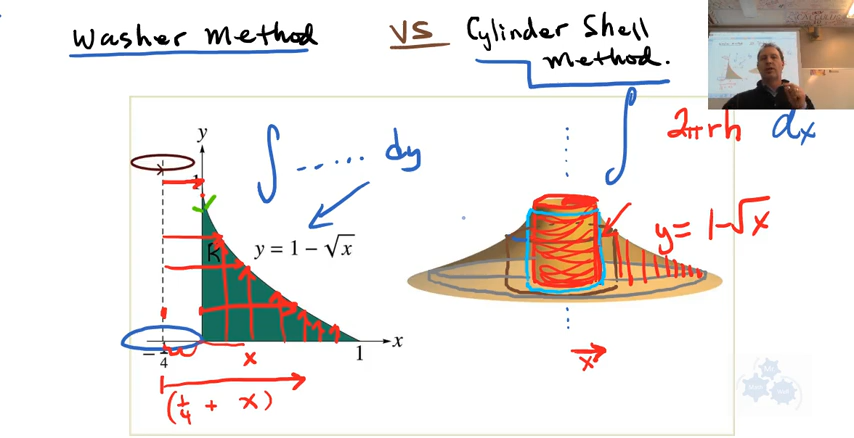 Washer Method VS Cylinder Shell Method.
∫ 2πrh dx
y
1
∫ ...... dy
y = 1 − √x
R
y = 1−√x
x
−1/4
x
1
x
(1/4 + x)